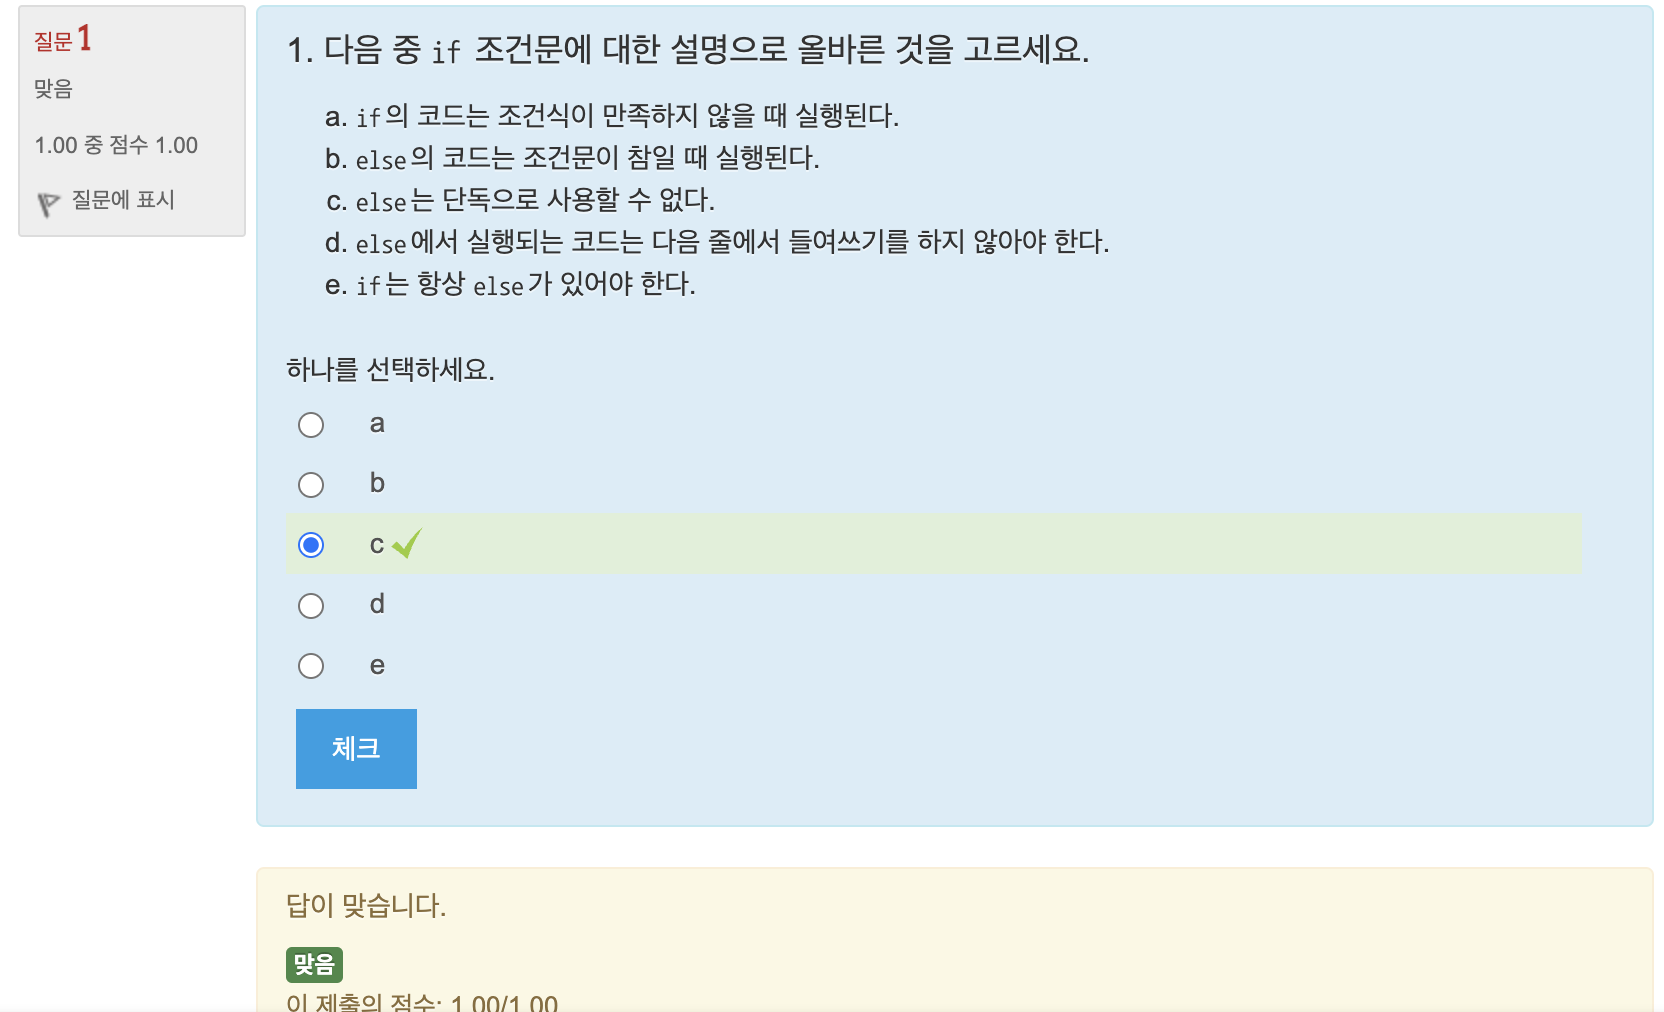 질문 1
맞음
1.00 중 점수 1.00
질문에 표시
1. 다음 중 if 조건문에 대한 설명으로 올바른 것을 고르세요.
a. if의 코드는 조건식이 만족하지 않을 때 실행된다.
b. else의 코드는 조건문이 참일 때 실행된다.
c. else는 단독으로 사용할 수 없다.
d. else에서 실행되는 코드는 다음 줄에서 들여쓰기를 하지 않아야 한다.
e. if는 항상 else가 있어야 한다.
하나를 선택하세요.
a
b
c
d
e
체크
답이 맞습니다.
맞음
이 제출의 점수: 1.00/1.00